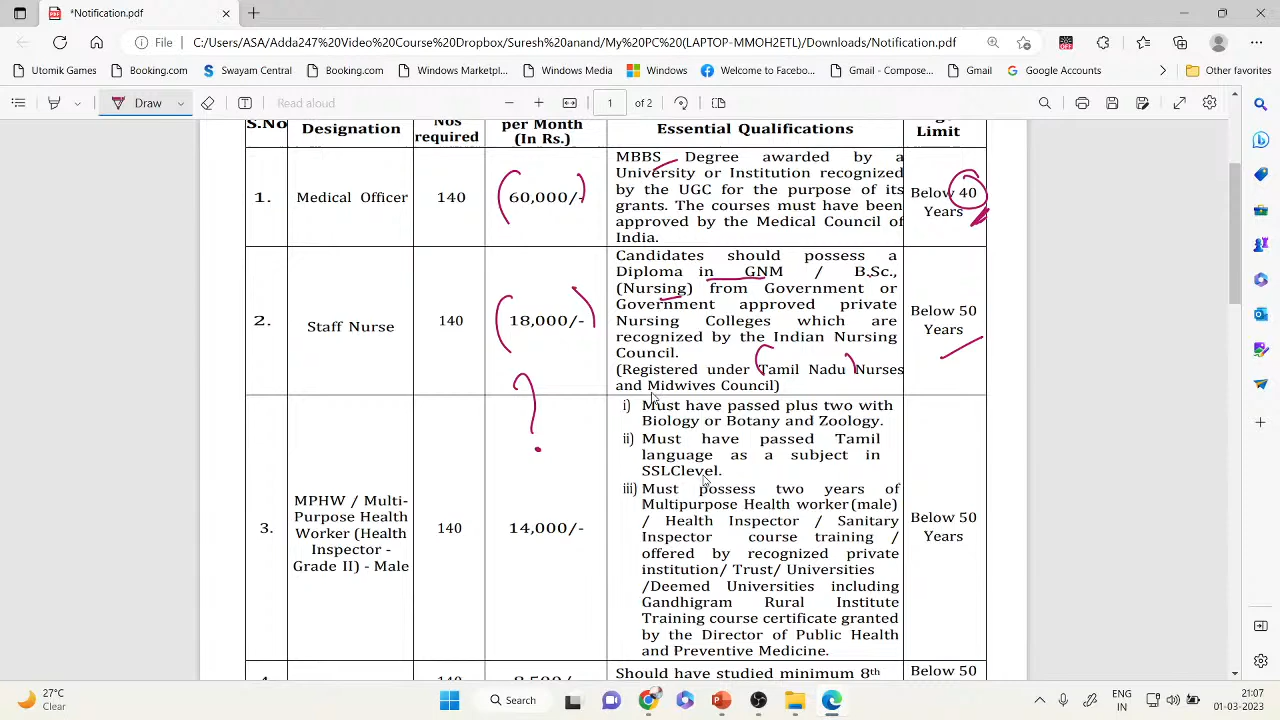 *Notification.pdf
File
C:/Users/ASA/Adda247%20Video%20Course%20Dropbox/Suresh%20anand/My%20PC%20(LAPTOP-MMOH2ETL)/Downloads/Notification.pdf
Utomik Games
Booking.com
Swayam Central
Booking.com
Windows Marketpl...
Windows Media
Windows
Welcome to Facebo...
Gmail - Compose...
Gmail
Google Accounts
Other favorites
Draw
Read aloud
1
of 2
S.No
Designation
Nos
required
per Month
(In Rs.)
Essential Qualifications
Limit
1.
Medical Officer
140
60,000/-
MBBS Degree awarded by a
University or Institution recognized
by the UGC for the purpose of its
grants. The courses must have been
approved by the Medical Council of
India.
Below 40
Years
2.
Staff Nurse
140
18,000/-
Candidates should possess a
Diploma in GNM / B.Sc.,
(Nursing) from Government or
Government approved private
Nursing Colleges which are
recognized by the Indian Nursing
Council.
(Registered under Tamil Nadu Nurses
and Midwives Council)
Below 50
Years
?
3.
MPHW / Multi-
Purpose Health
Worker (Health
Inspector -
Grade II) - Male
140
14,000/-
i) Must have passed plus two with
Biology or Botany and Zoology.
ii) Must have passed Tamil
language as a subject in
SSLClevel.
iii) Must possess two years of
Multipurpose Health worker (male)
/ Health Inspector / Sanitary
Inspector course training /
offered by recognized private
institution/ Trust/ Universities
/Deemed Universities including
Gandhigram Rural Institute
Training course certificate granted
by the Director of Public Health
and Preventive Medicine.
Below 50
Years
Should have studied minimum 8th
Below 50
27°C
Clear
Search
ENG
IN
21:07
01-03-2023